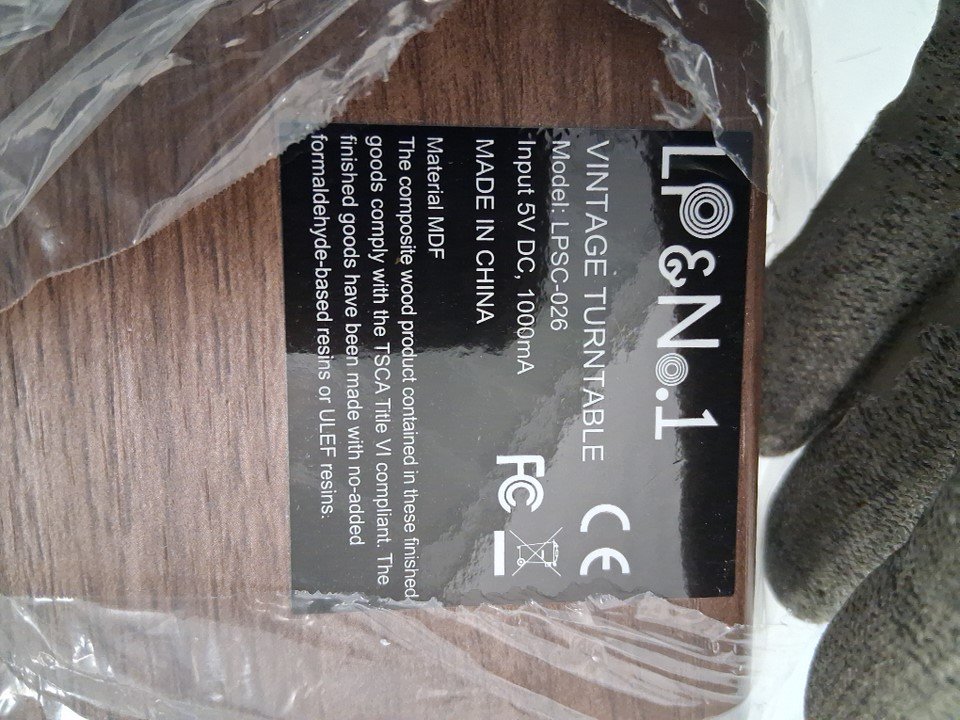 LP&No.1
VINTAGE TURNTABLE
Model: LPSC-026
Input 5V DC, 1000mA
MADE IN CHINA
CE
FC
Material MDF
The composite wood product contained in these finished
goods comply with the TSCA Title VI compliant. The
finished goods have been made with no-added
formaldehyde-based resins or ULEF resins.